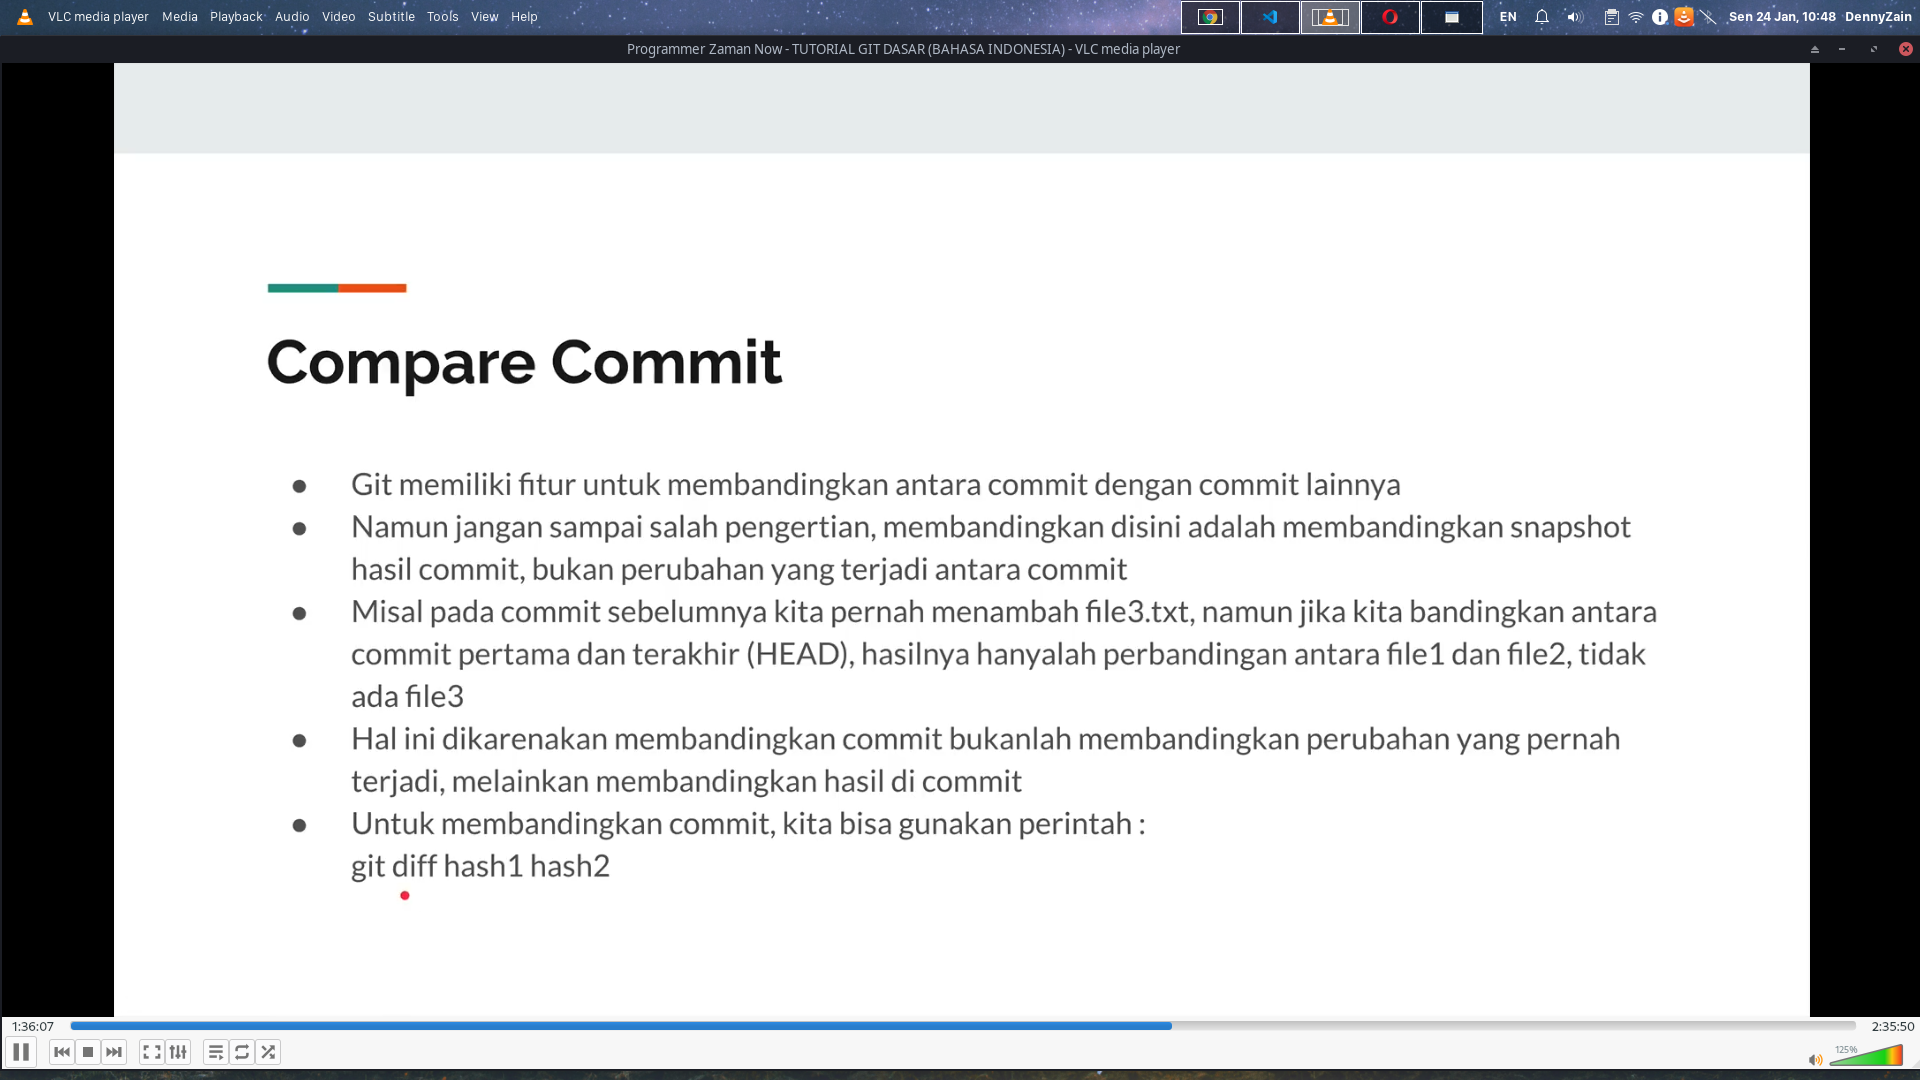 VLC media player Media Playback Audio Video Subtitle Tools View Help EN Sen 24 Jan, 10:48 DennyZain
Programmer Zaman Now - TUTORIAL GIT DASAR (BAHASA INDONESIA) - VLC media player
Compare Commit
● Git memiliki fitur untuk membandingkan antara commit dengan commit lainnya
● Namun jangan sampai salah pengertian, membandingkan disini adalah membandingkan snapshot
hasil commit, bukan perubahan yang terjadi antara commit
● Misal pada commit sebelumnya kita pernah menambah file3.txt, namun jika kita bandingkan antara
commit pertama dan terakhir (HEAD), hasilnya hanyalah perbandingan antara file1 dan file2, tidak
ada file3
● Hal ini dikarenakan membandingkan commit bukanlah membandingkan perubahan yang pernah
terjadi, melainkan membandingkan hasil di commit
● Untuk membandingkan commit, kita bisa gunakan perintah :
git diff hash1 hash2
1:36:07 2:35:50
125%